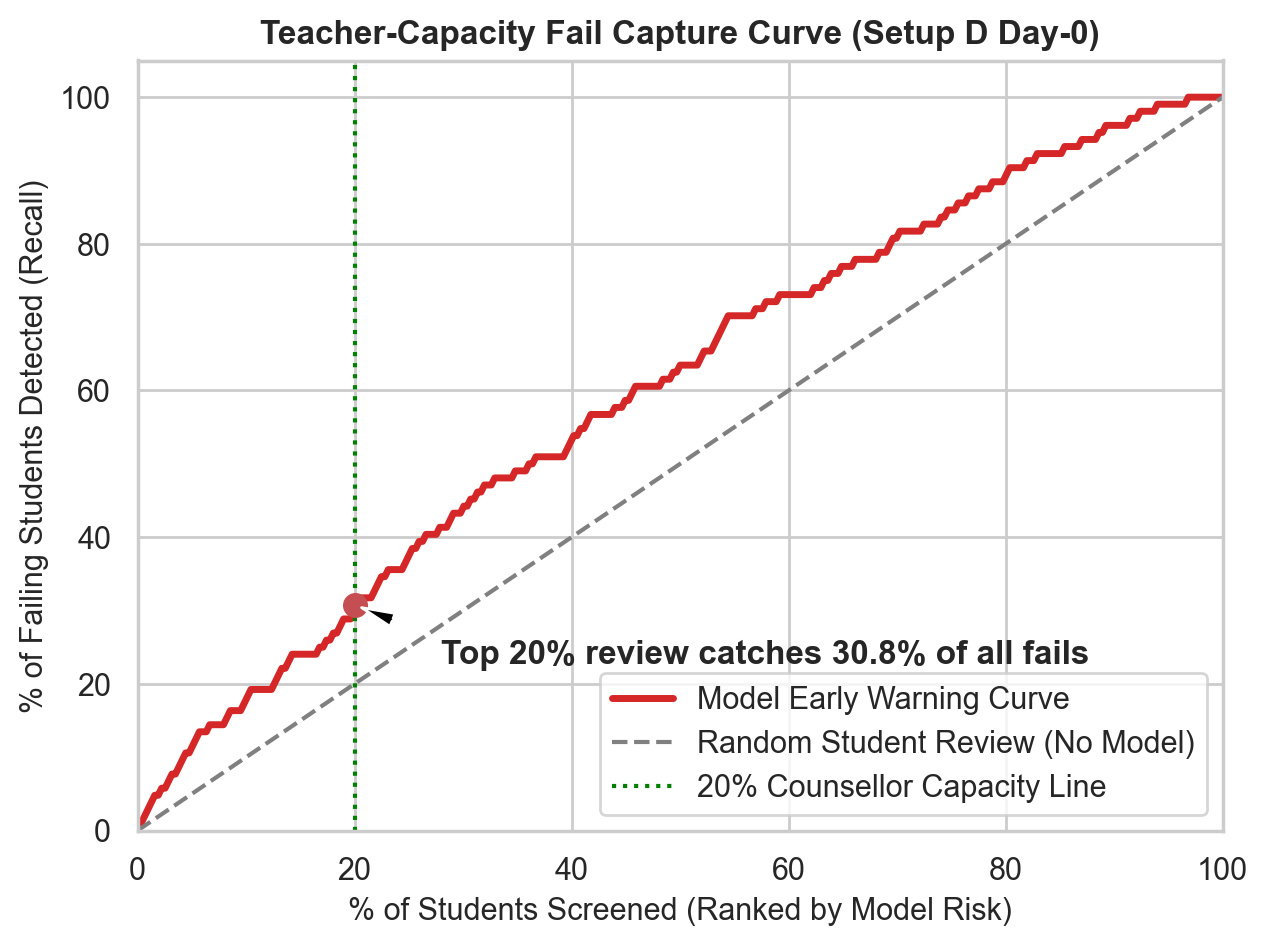 Teacher-Capacity Fail Capture Curve (Setup D Day-0)
% of Failing Students Detected (Recall)
100
80
60
40
20
0
Top 20% review catches 30.8% of all fails
Model Early Warning Curve
Random Student Review (No Model)
20% Counsellor Capacity Line
0 20 40 60 80 100
% of Students Screened (Ranked by Model Risk)